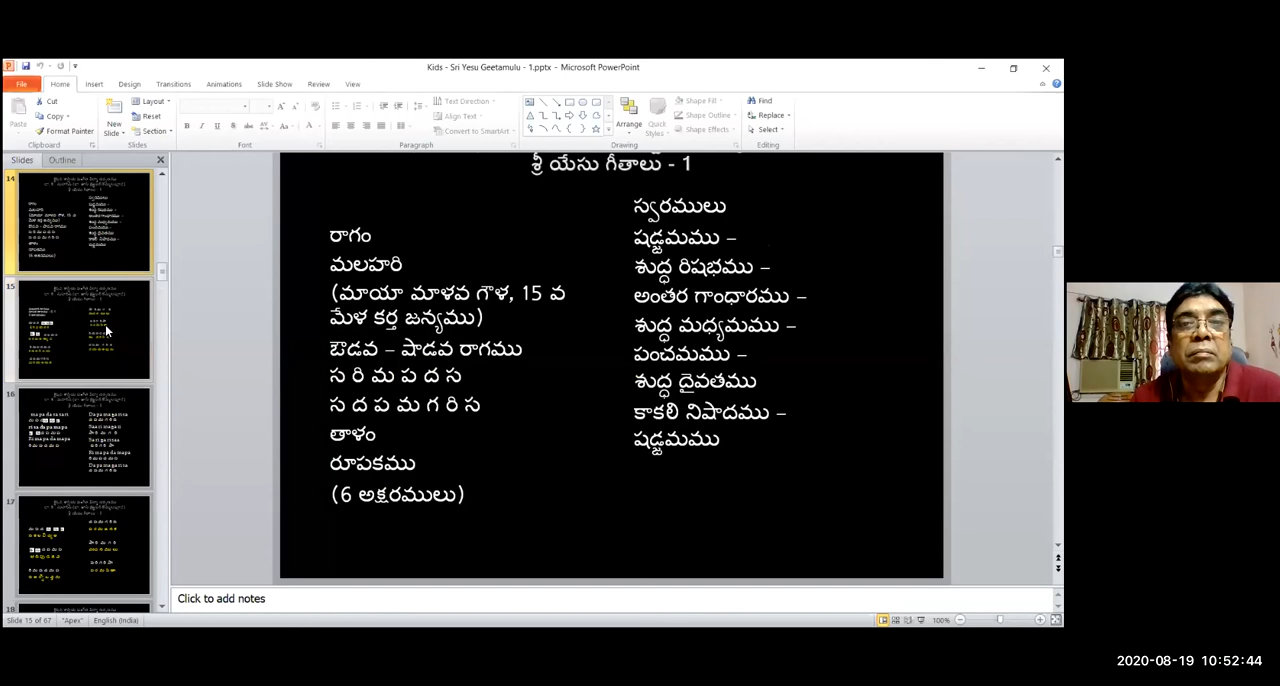 Kids - Sri Yesu Geetamulu - 1.pptx - Microsoft PowerPoint
File Home Insert Design Transitions Animations Slide Show Review View
Paste
Cut
Copy
Format Painter
Clipboard
New Slide
Layout
Reset
Section
Slides
Font
Text Direction
Align Text
Convert to SmartArt
Paragraph
Arrange
Quick Styles
Shape Fill
Shape Outline
Shape Effects
Drawing
Find
Replace
Select
Editing
Slides Outline
14
15
16
17
18
శ్రీ యేసు గీతాలు - 1
రాగం
మలహరి
(మాయా మాళవ గౌళ, 15 వ
మేళ కర్త జన్యము)
ఔడవ – షాడవ రాగము
స రి మ ప ద స
స ద ప మ గ రి స
తాళం
రూపకము
(6 అక్షరములు)
స్వరములు
షడ్జమము –
శుద్ధ రిషభము –
అంతర గాంధారము –
శుద్ధ మధ్యమము –
పంచమము –
శుద్ధ దైవతము
కాకలి నిషాదము –
షడ్జమము
Click to add notes
Slide 15 of 67 "Apex" English (India) 100%
2020-08-19 10:52:44